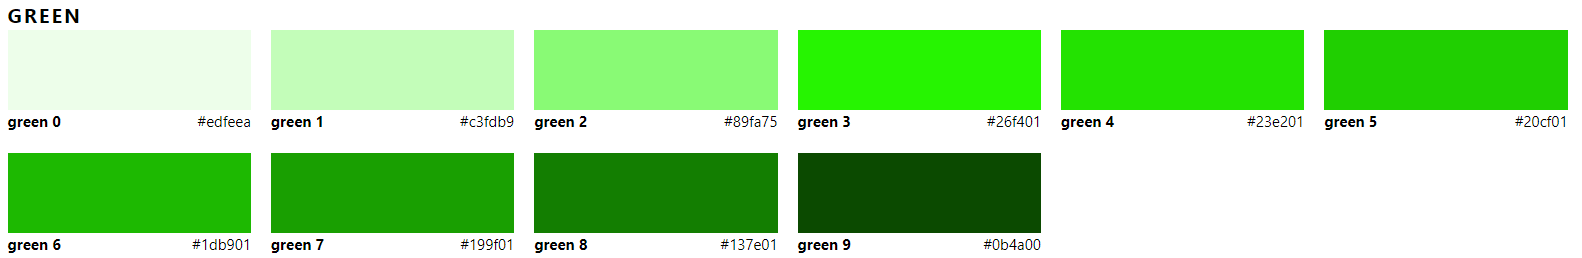 GREEN
green 0 #edfeea green 1 #c3fdb9 green 2 #89fa75 green 3 #26f401 green 4 #23e201 green 5 #20cf01
green 6 #1db901 green 7 #199f01 green 8 #137e01 green 9 #0b4a00